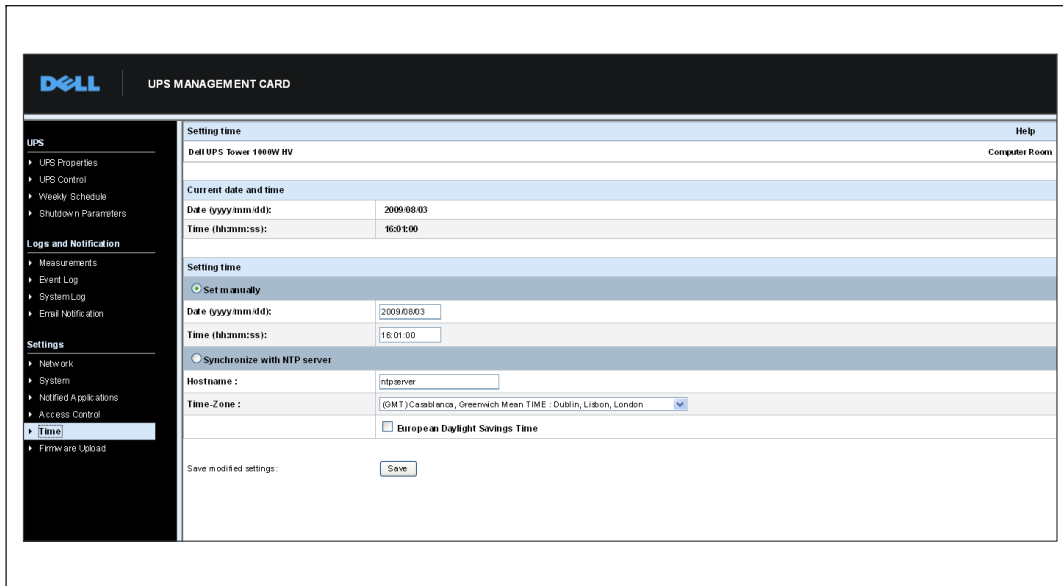 DELL
UPS MANAGEMENT CARD
UPS
UPS Properties
UPS Control
Weekly Schedule
Shutdown Parameters
Logs and Notification
Measurements
Event Log
System Log
Email Notification
Settings
Network
System
Notified Applications
Access Control
Time
Firmware Upload
Setting time Help
Dell UPS Tower 1000W HV Computer Room
Current date and time
Date (yyyy/mm/dd): 2009/08/03
Time (hh:mm:ss): 16:01:00
Setting time
Set manually
Date (yyyy/mm/dd): 2009/08/03
Time (hh:mm:ss): 16:01:00
Synchronize with NTP server
Hostname : ntpserver
Time-Zone : (GMT) Casablanca, Greenwich Mean TIME : Dublin, Lisbon, London
European Daylight Savings Time
Save modified settings: Save